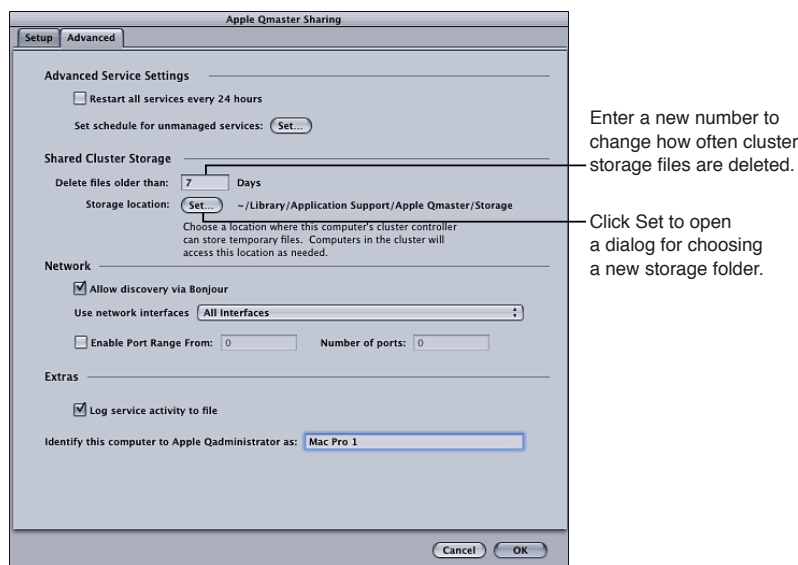 Apple Qmaster Sharing
Setup Advanced
Advanced Service Settings
Restart all services every 24 hours
Set schedule for unmanaged services: Set...
Shared Cluster Storage
Delete files older than: 7 Days
Storage location: Set... ~/Library/Application Support/Apple Qmaster/Storage
Choose a location where this computer's cluster controller
can store temporary files. Computers in the cluster will
access this location as needed.
Network
Allow discovery via Bonjour
Use network interfaces All Interfaces
Enable Port Range From: 0 Number of ports: 0
Extras
Log service activity to file
Identify this computer to Apple Qadministrator as: Mac Pro 1
Cancel OK
Enter a new number to
change how often cluster
storage files are deleted.
Click Set to open
a dialog for choosing
a new storage folder.